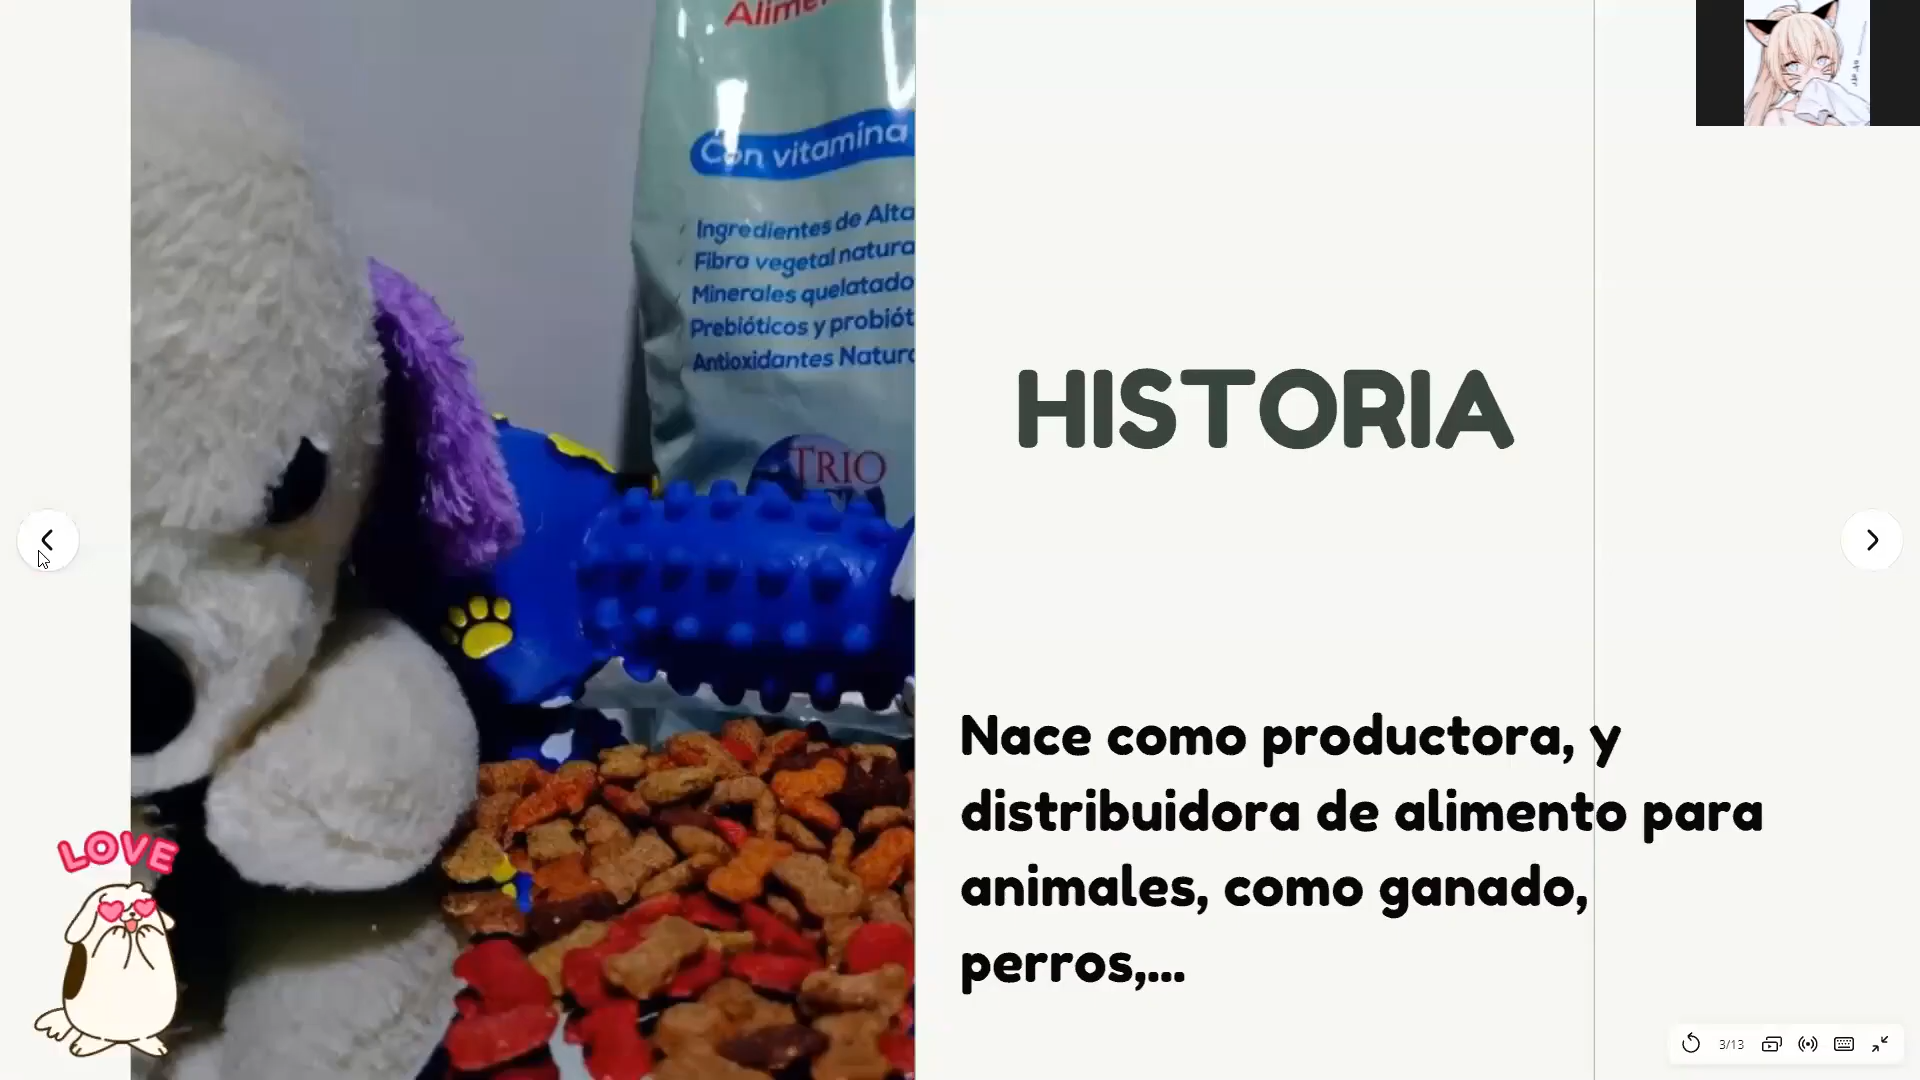 Con vitamina
Ingredientes de Alta
Fibra vegetal natura
Minerales quelatado
Prebióticos y probiót
Antioxidantes Natur
TRIO
HISTORIA
Nace como productora, y
distribuidora de alimento para
animales, como ganado,
perros,...
LOVE
3/13